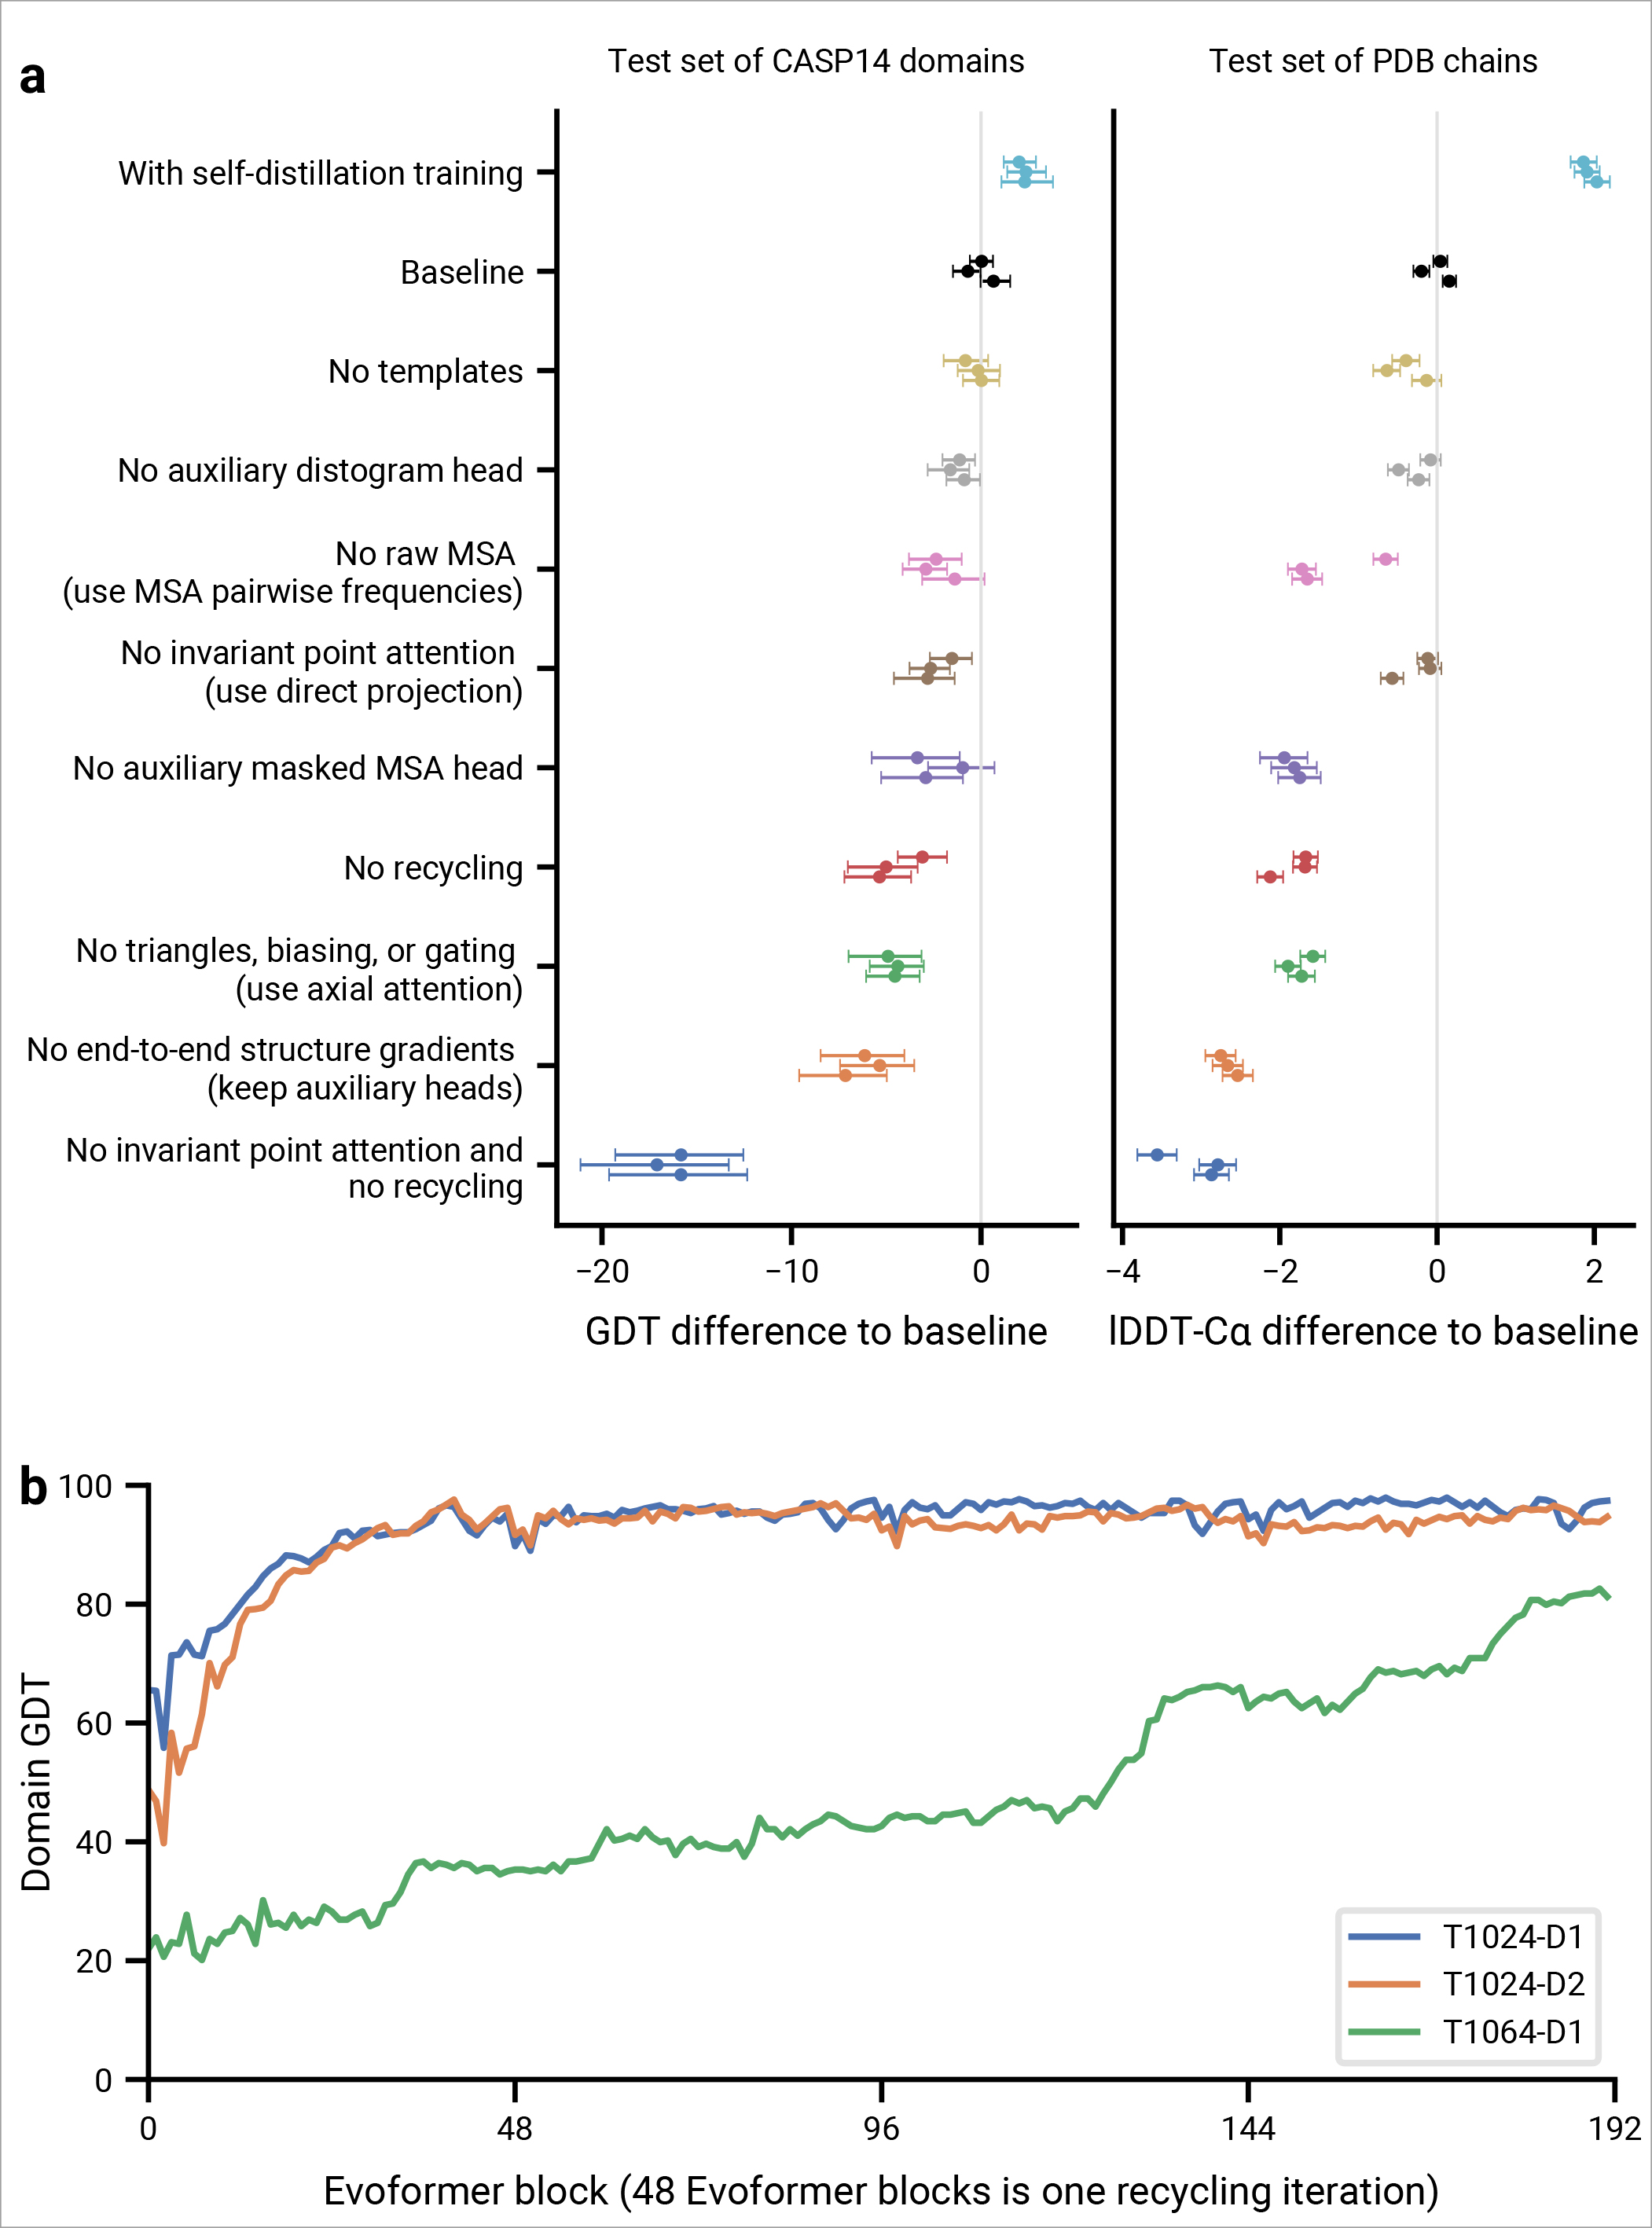 a
Test set of CASP14 domains
Test set of PDB chains
With self-distillation training
Baseline
No templates
No auxiliary distogram head
No raw MSA
(use MSA pairwise frequencies)
No invariant point attention
(use direct projection)
No auxiliary masked MSA head
No recycling
No triangles, biasing, or gating
(use axial attention)
No end-to-end structure gradients
(keep auxiliary heads)
No invariant point attention and
no recycling
−20 −10 0
−4 −2 0 2
GDT difference to baseline
lDDT-Cα difference to baseline
b
100
80
60
40
20
0
Domain GDT
T1024-D1
T1024-D2
T1064-D1
0 48 96 144 192
Evoformer block (48 Evoformer blocks is one recycling iteration)